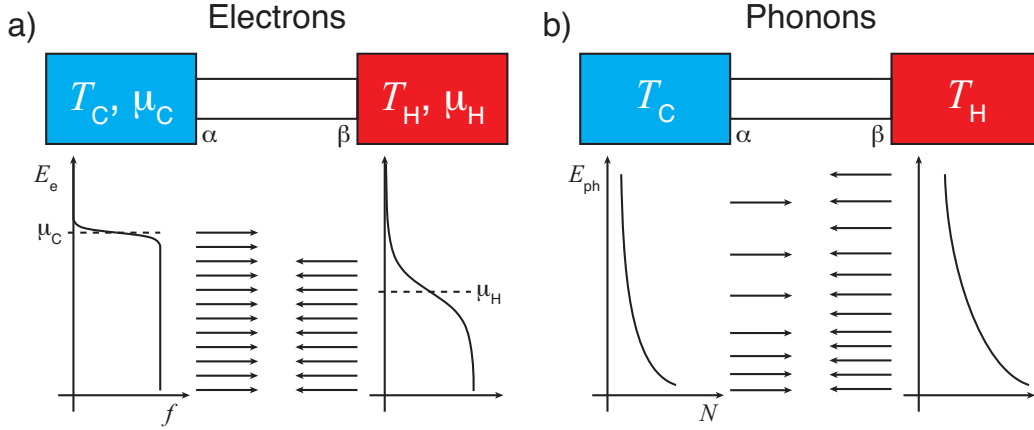 Electrons
Phonons
a)
b)
T_C, μ_C
T_H, μ_H
T_C
T_H
α
β
α
β
E_e
E_ph
μ_C
μ_H
f
N